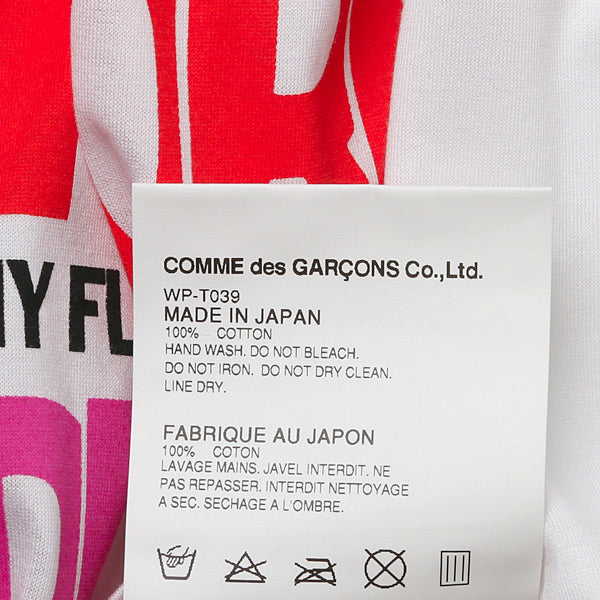 NY FL
COMME des GARÇONS Co.,Ltd.
WP-T039
MADE IN JAPAN
100% COTTON
HAND WASH. DO NOT BLEACH.
DO NOT IRON. DO NOT DRY CLEAN.
LINE DRY.
FABRIQUE AU JAPON
100% COTON
LAVAGE MAINS. JAVEL INTERDIT. NE
PAS REPASSER. INTERDIT NETTOYAGE
A SEC. SECHAGE A L'OMBRE.